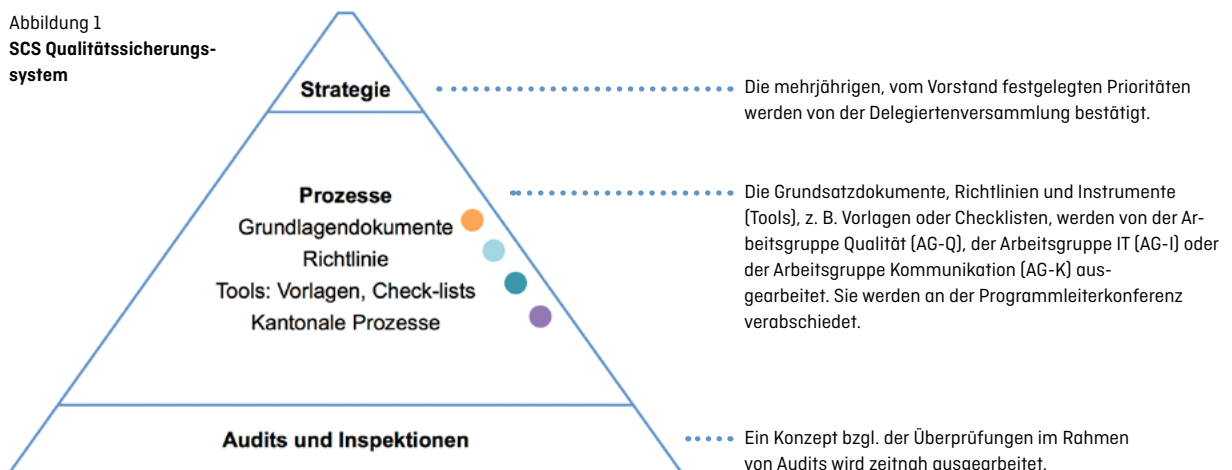 Abbildung 1
SCS Qualitätssicherungs-
system
Strategie
Die mehrjährigen, vom Vorstand festgelegten Prioritäten
werden von der Delegiertenversammlung bestätigt.
Prozesse
Grundlagendokumente
Richtlinie
Tools: Vorlagen, Check-lists
Kantonale Prozesse
Die Grundsatzdokumente, Richtlinien und Instrumente
(Tools), z. B. Vorlagen oder Checklisten, werden von der Ar-
beitsgruppe Qualität (AG-Q), der Arbeitsgruppe IT (AG-I) oder
der Arbeitsgruppe Kommunikation (AG-K) aus-
gearbeitet. Sie werden an der Programmleiterkonferenz
verabschiedet.
Audits und Inspektionen
Ein Konzept bzgl. der Überprüfungen im Rahmen
von Audits wird zeitnah ausgearbeitet.